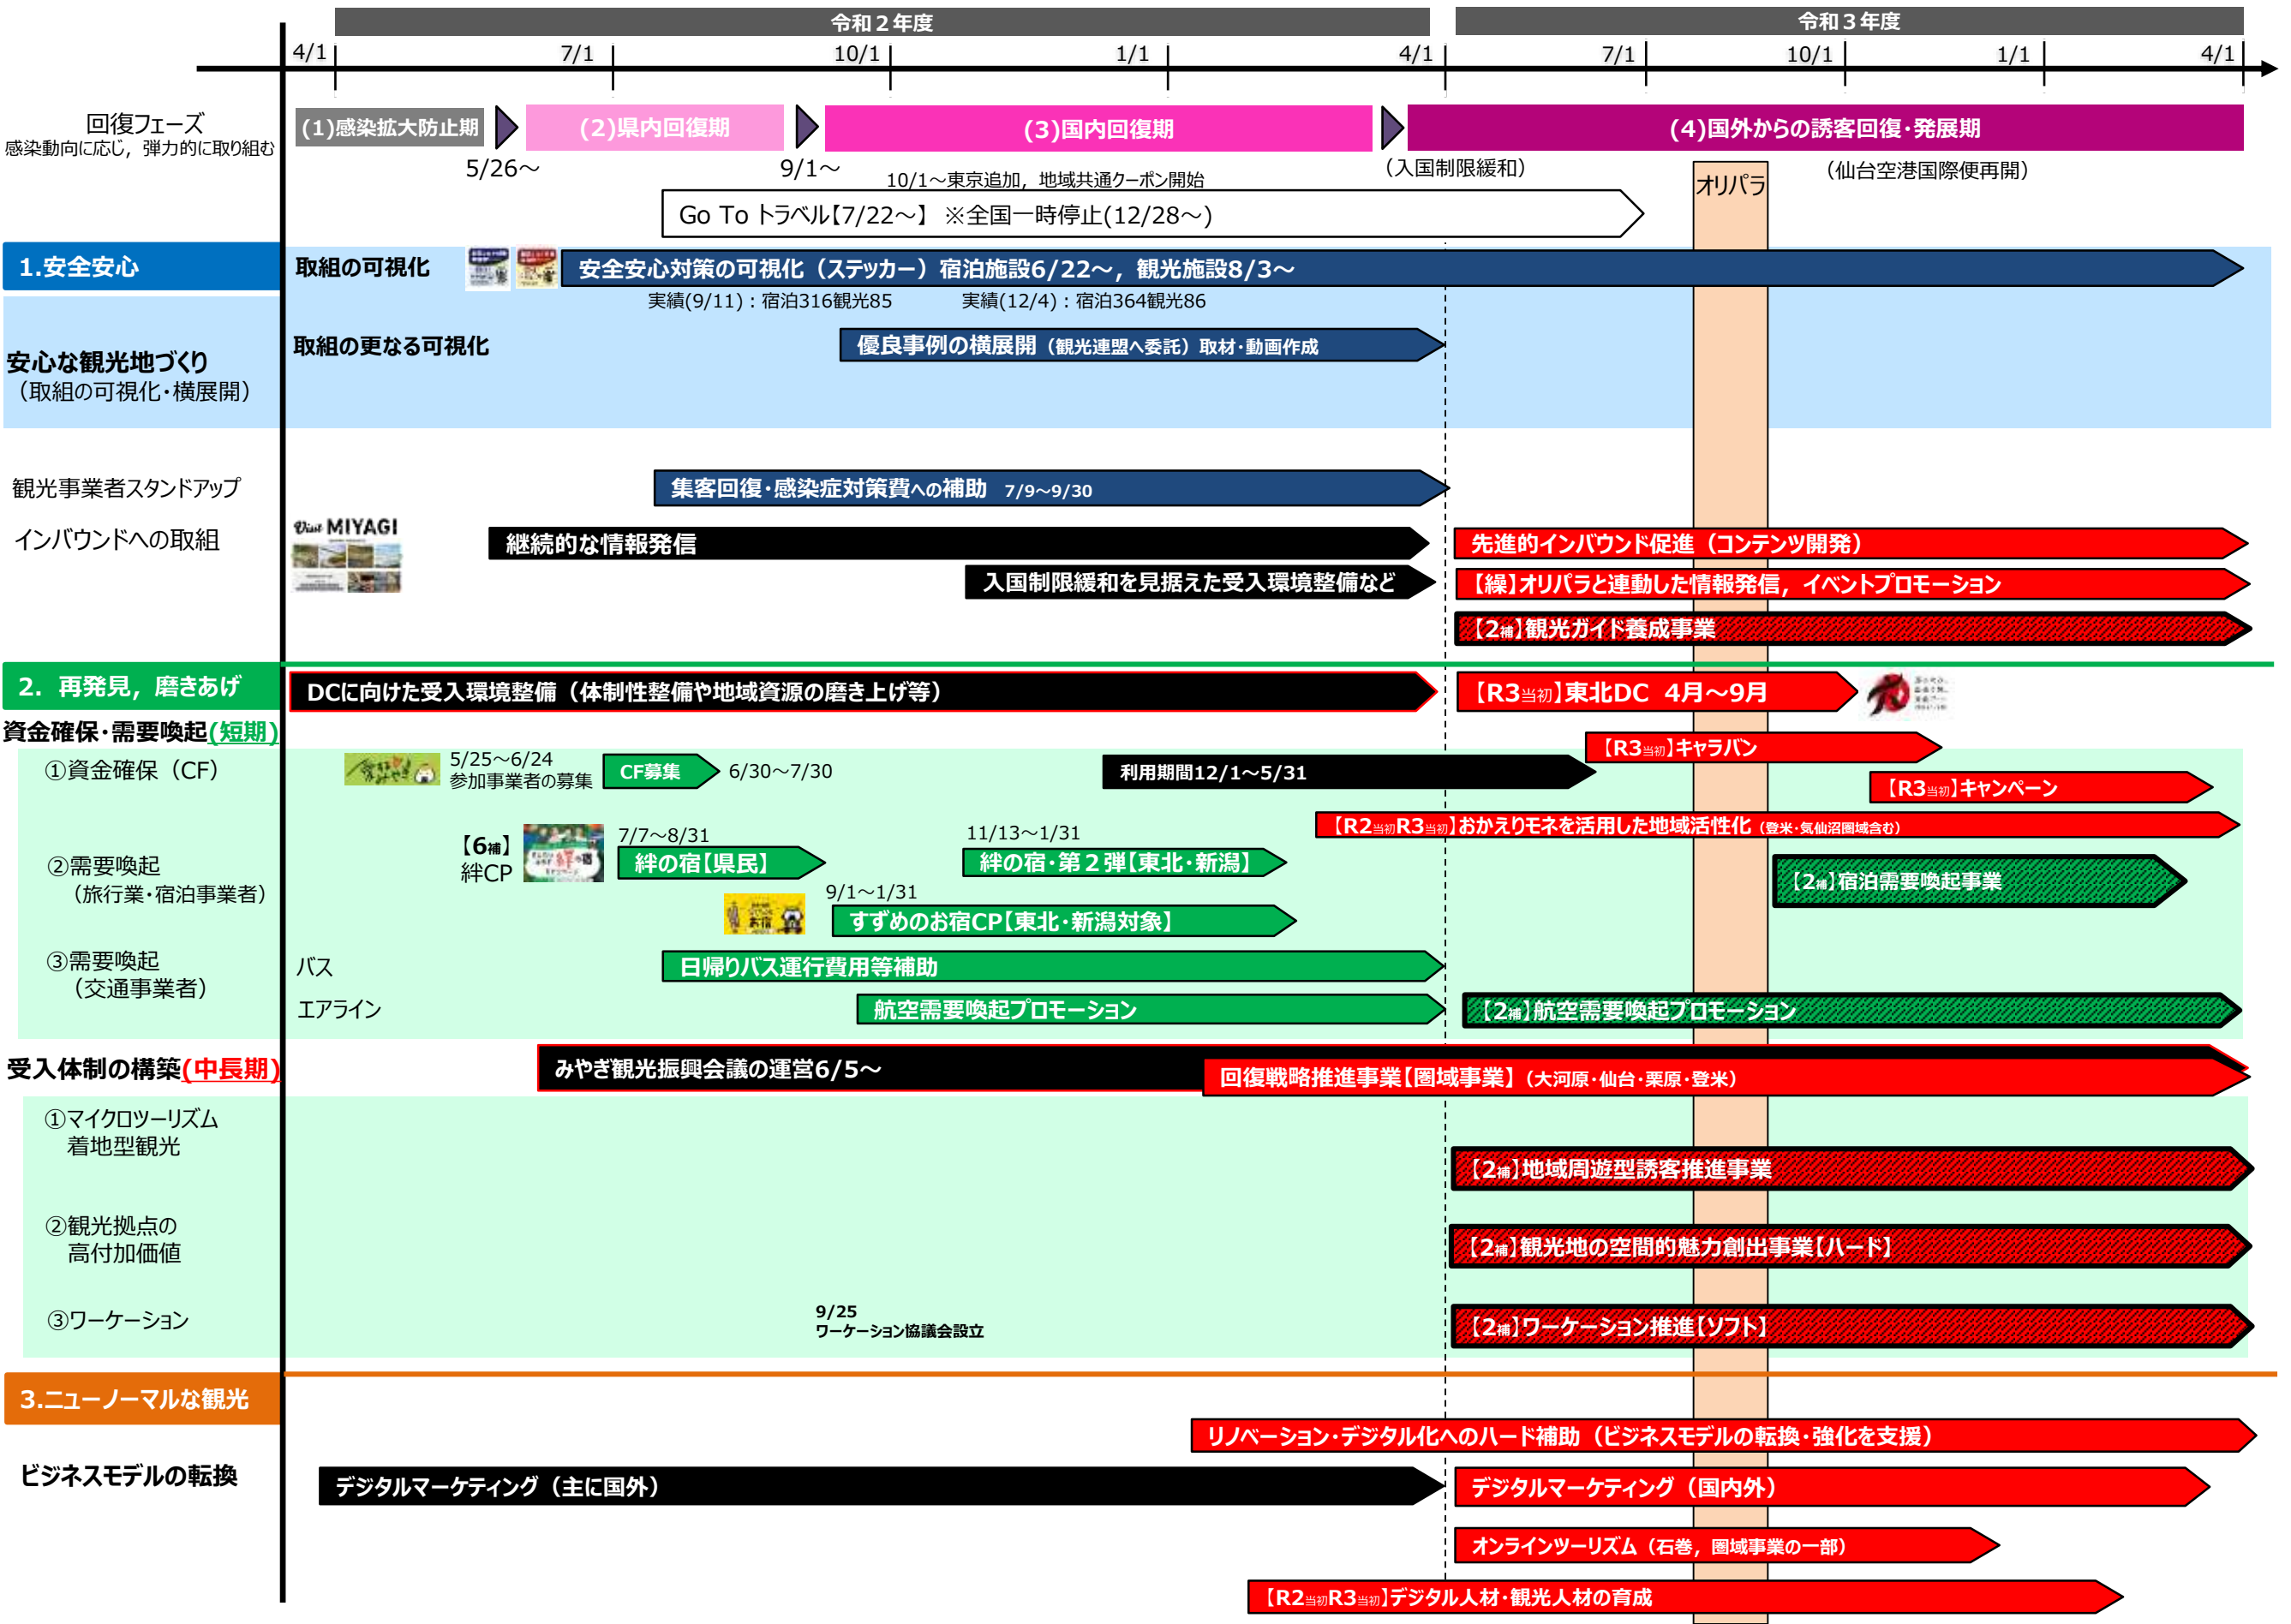 令和２年度
令和３年度
4/1
7/1
10/1
1/1
4/1
7/1
10/1
1/1
4/1
回復フェーズ
感染動向に応じ，弾力的に取り組む
(1)感染拡大防止期
(2)県内回復期
(3)国内回復期
(4)国外からの誘客回復・発展期
5/26～
9/1～
（入国制限緩和）
（仙台空港国際便再開）
オリパラ
10/1～東京追加，地域共通クーポン開始
Go To トラベル【7/22～】 ※全国一時停止(12/28～)
1.安全安心
取組の可視化
安全安心対策の可視化（ステッカー）宿泊施設6/22～，観光施設8/3～
実績(9/11)：宿泊316観光85
実績(12/4)：宿泊364観光86
安心な観光地づくり
（取組の可視化・横展開）
取組の更なる可視化
優良事例の横展開（観光連盟へ委託）取材・動画作成
観光事業者スタンドアップ
集客回復・感染症対策費への補助 7/9～9/30
インバウンドへの取組
Visit MIYAGI
継続的な情報発信
先進的インバウンド促進（コンテンツ開発）
入国制限緩和を見据えた受入環境整備など
【繰】オリパラと連動した情報発信，イベントプロモーション
【2補】観光ガイド養成事業
2．再発見，磨きあげ
DCに向けた受入環境整備（体制性整備や地域資源の磨き上げ等）
【R3当初】東北DC 4月～9月
資金確保・需要喚起(短期)
【R3当初】キャラバン
①資金確保（CF）
5/25～6/24
参加事業者の募集
CF募集
6/30～7/30
利用期間12/1～5/31
【R3当初】キャンペーン
【R2当初R3当初】おかえりモネを活用した地域活性化（登米・気仙沼圏域含む）
②需要喚起
（旅行業・宿泊事業者）
【6補】
絆CP
7/7～8/31
絆の宿【県民】
11/13～1/31
絆の宿・第２弾【東北・新潟】
【2補】宿泊需要喚起事業
9/1～1/31
すずめのお宿CP【東北・新潟対象】
③需要喚起
（交通事業者）
バス
日帰りバス運行費用等補助
エアライン
航空需要喚起プロモーション
【2補】航空需要喚起プロモーション
受入体制の構築(中長期)
みやぎ観光振興会議の運営6/5～
回復戦略推進事業【圏域事業】（大河原・仙台・栗原・登米）
①マイクロツーリズム
着地型観光
【2補】地域周遊型誘客推進事業
②観光拠点の
高付加価値
【2補】観光地の空間的魅力創出事業【ハード】
③ワーケーション
9/25
ワーケーション協議会設立
【2補】ワーケーション推進【ソフト】
3.ニューノーマルな観光
リノベーション・デジタル化へのハード補助（ビジネスモデルの転換・強化を支援）
ビジネスモデルの転換
デジタルマーケティング（主に国外）
デジタルマーケティング（国内外）
オンラインツーリズム（石巻，圏域事業の一部）
【R2当初R3当初】デジタル人材・観光人材の育成